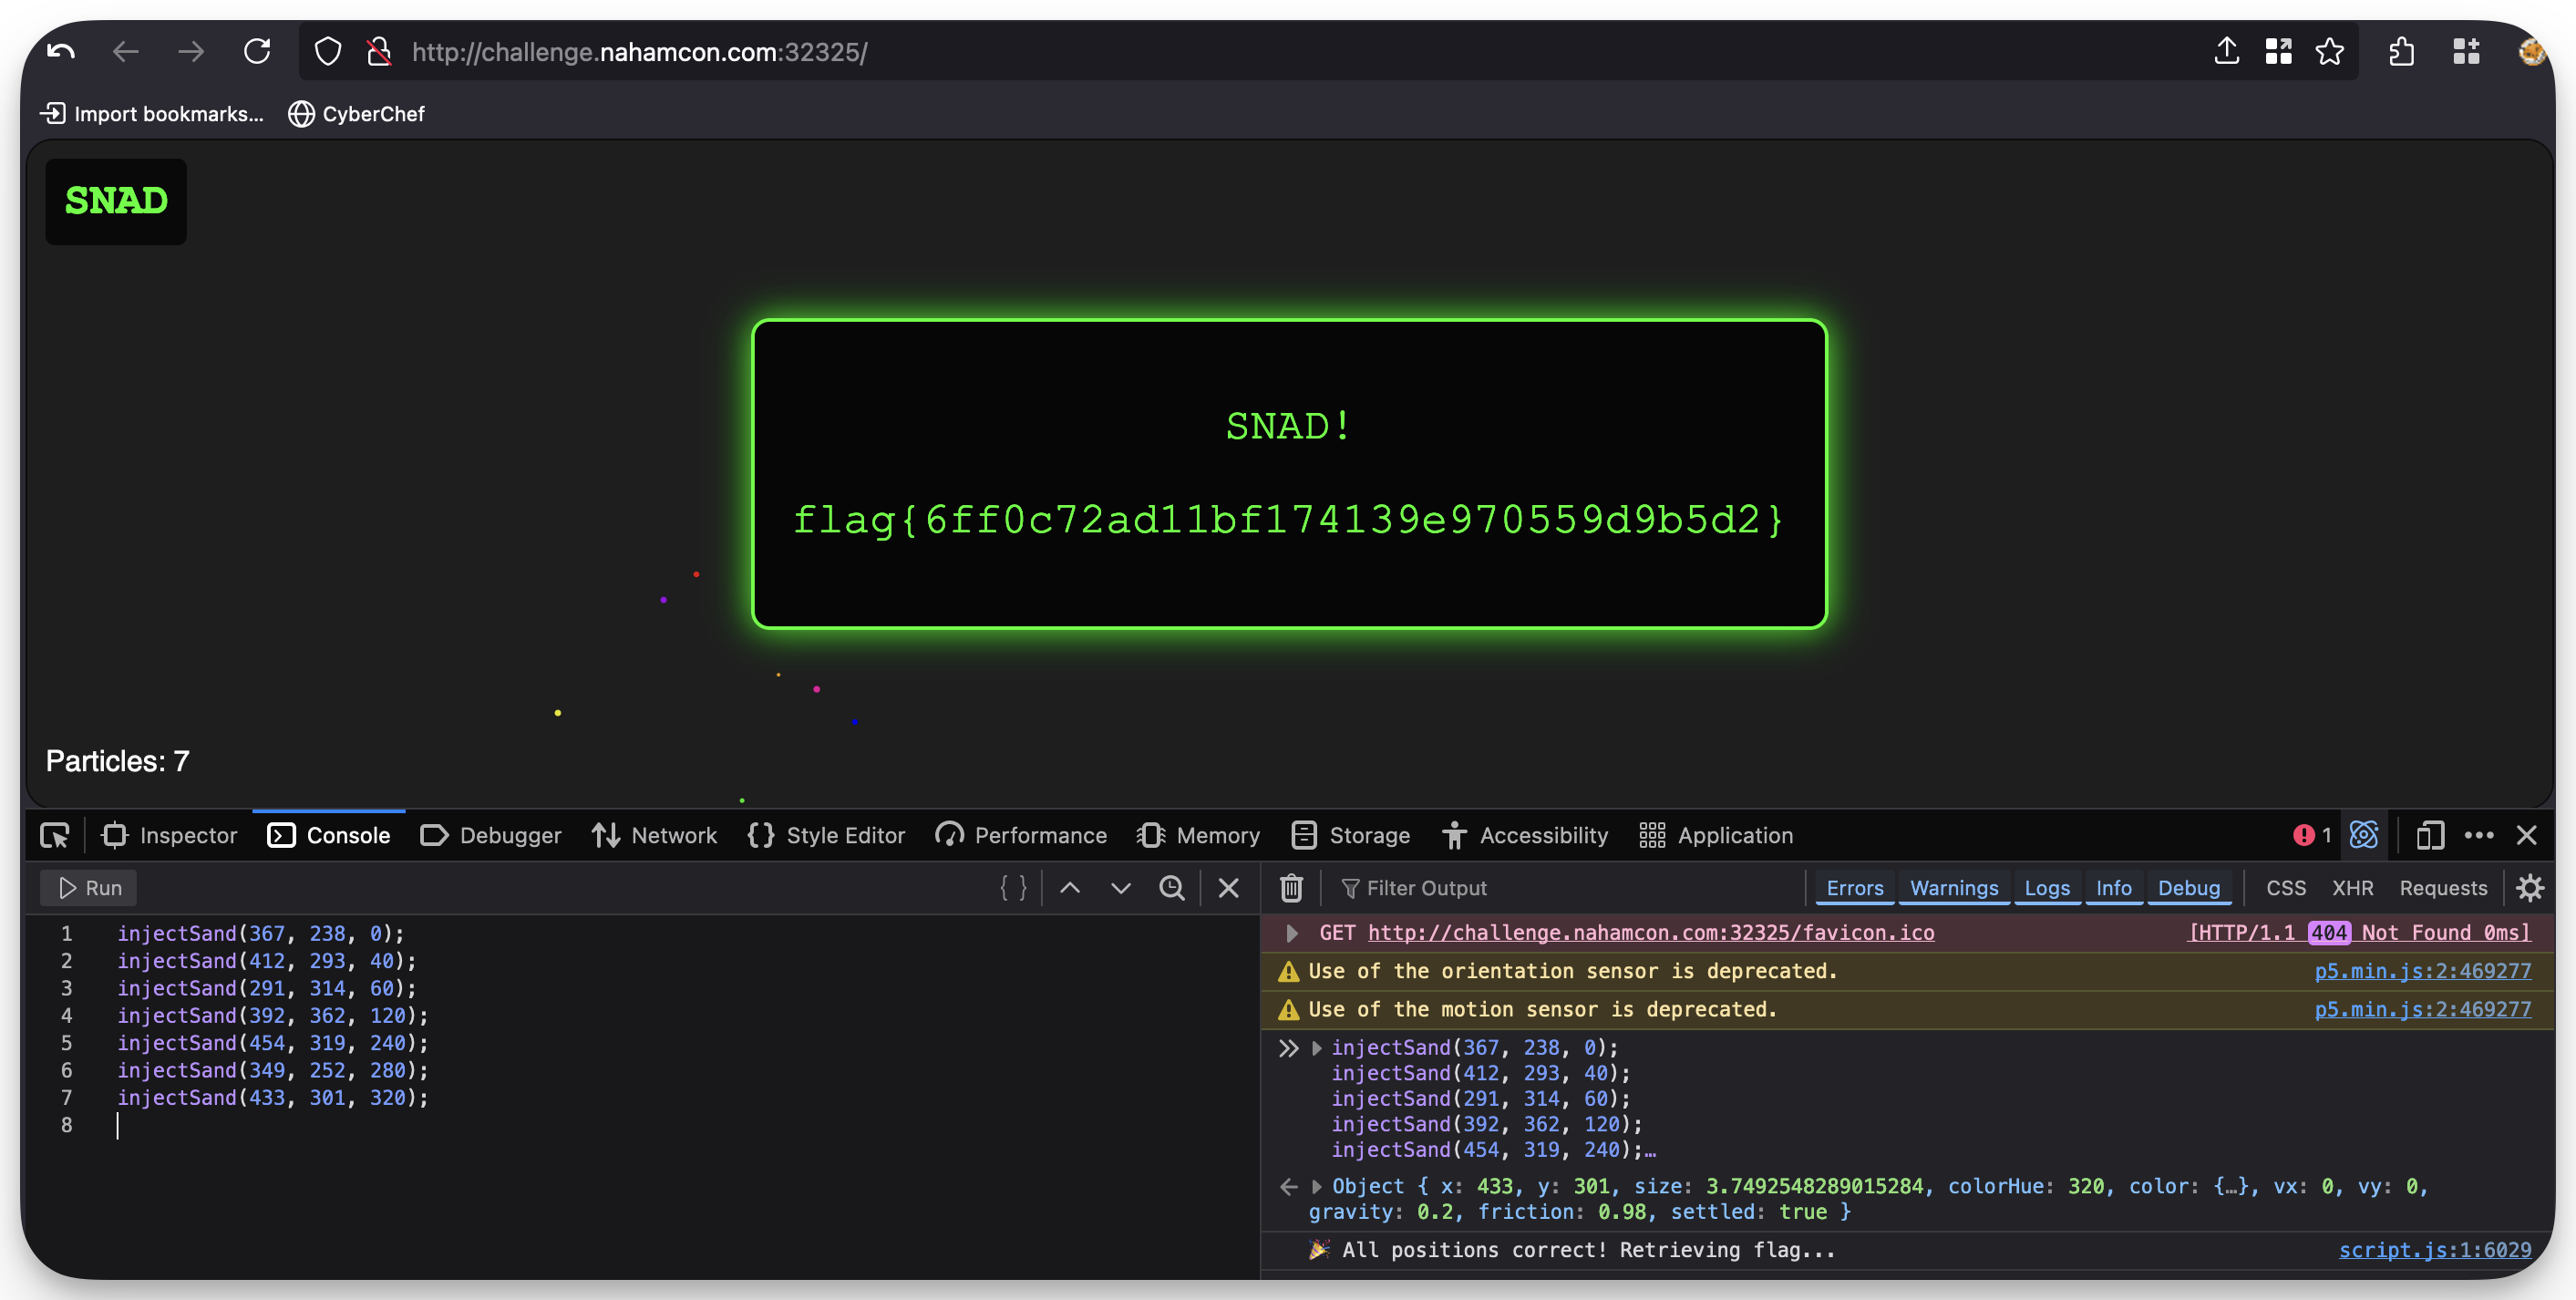 http://challenge.nahamcon.com:32325/
Import bookmarks... CyberChef
SNAD
SNAD!
flag{6ff0c72ad11bf174139e970559d9b5d2}
Particles: 7
Inspector Console Debugger Network Style Editor Performance Memory Storage Accessibility Application 1
Run Filter Output Errors Warnings Logs Info Debug CSS XHR Requests
1 injectSand(367, 238, 0);
2 injectSand(412, 293, 40);
3 injectSand(291, 314, 60);
4 injectSand(392, 362, 120);
5 injectSand(454, 319, 240);
6 injectSand(349, 252, 280);
7 injectSand(433, 301, 320);
8
GET http://challenge.nahamcon.com:32325/favicon.ico [HTTP/1.1 404 Not Found 0ms]
Use of the orientation sensor is deprecated. p5.min.js:2:469277
Use of the motion sensor is deprecated. p5.min.js:2:469277
injectSand(367, 238, 0);
injectSand(412, 293, 40);
injectSand(291, 314, 60);
injectSand(392, 362, 120);
injectSand(454, 319, 240);…
Object { x: 433, y: 301, size: 3.7492548289015284, colorHue: 320, color: {…}, vx: 0, vy: 0,
gravity: 0.2, friction: 0.98, settled: true }
🎉 All positions correct! Retrieving flag... script.js:1:6029